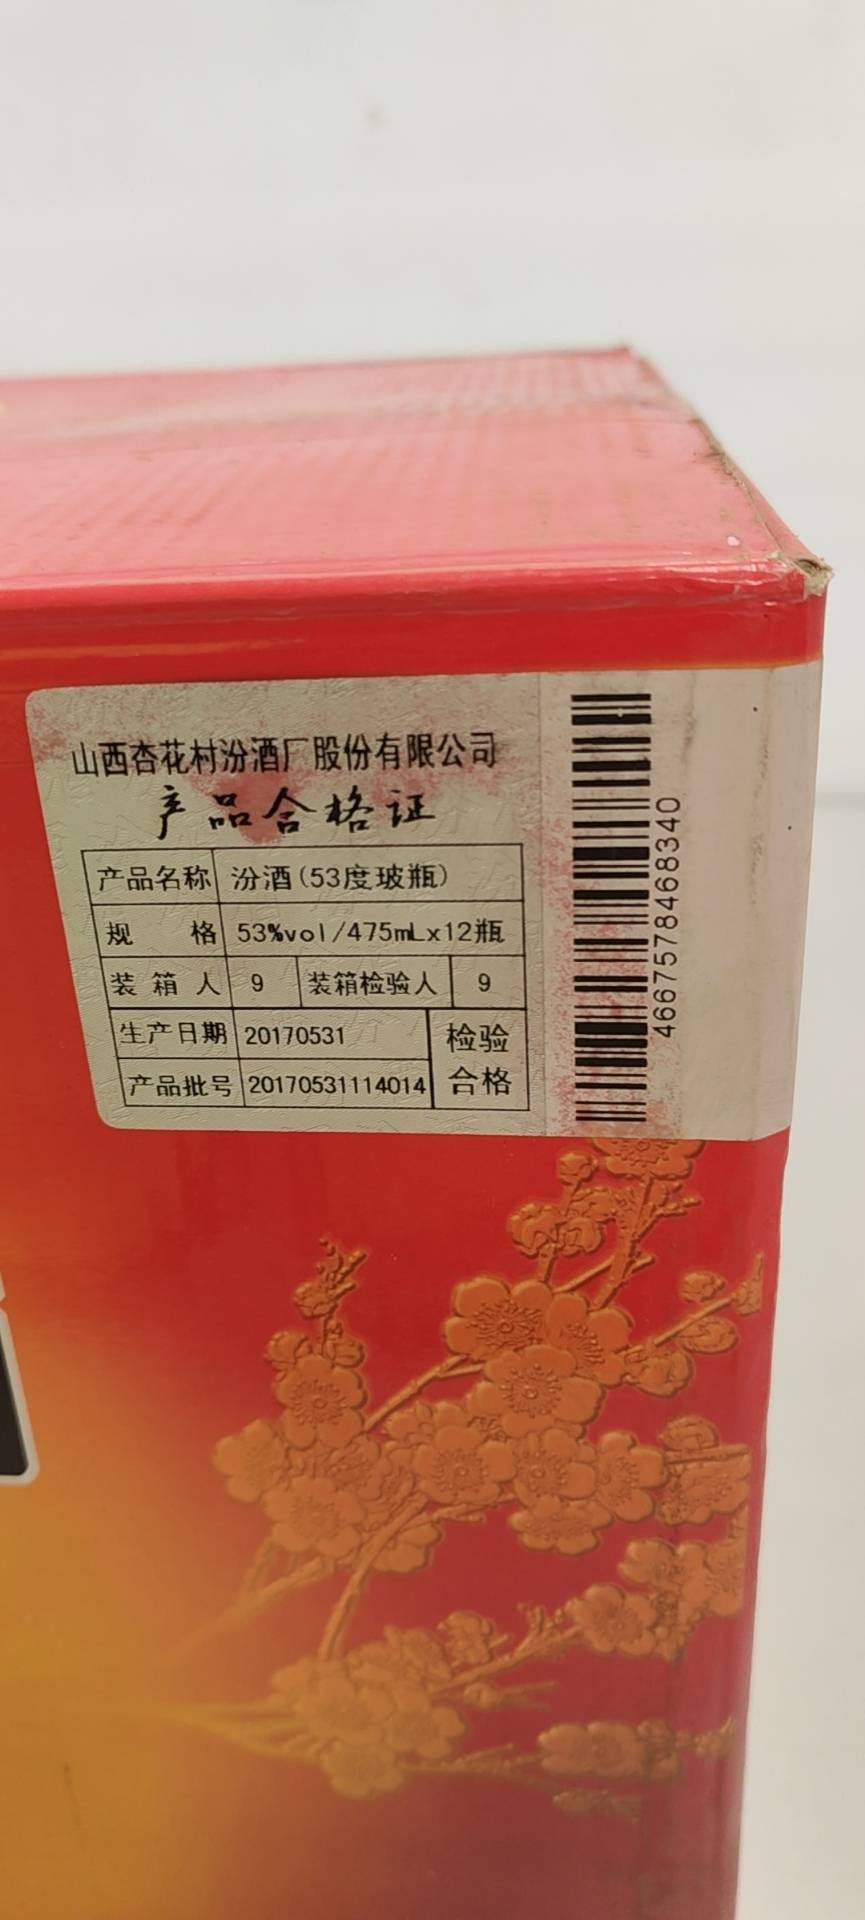 山西杏花村汾酒厂股份有限公司
产品合格证
产品名称 汾酒(53度玻瓶)
规 格 53%vol/475mLx12瓶
装 箱 人 9 装箱检验人 9
生产日期 20170531 检验
产品批号 20170531114014 合格
4667578468340